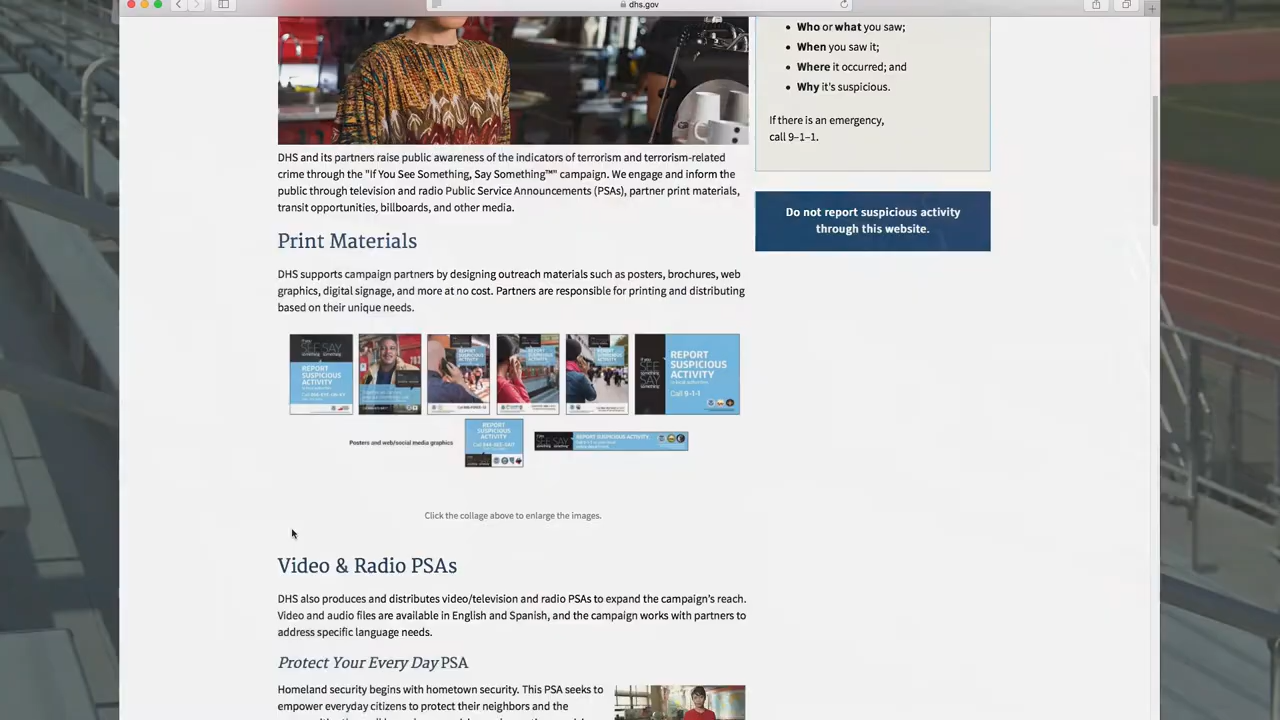 dhs.gov
Who or what you saw;
When you saw it;
Where it occurred; and
Why it's suspicious.
If there is an emergency,
call 9–1–1.
Do not report suspicious activity
through this website.
DHS and its partners raise public awareness of the indicators of terrorism and terrorism-related
crime through the "If You See Something, Say Something™" campaign. We engage and inform the
public through television and radio Public Service Announcements (PSAs), partner print materials,
transit opportunities, billboards, and other media.
Print Materials
DHS supports campaign partners by designing outreach materials such as posters, brochures, web
graphics, digital signage, and more at no cost. Partners are responsible for printing and distributing
based on their unique needs.
REPORT
SUSPICIOUS
ACTIVITY
REPORT
SUSPICIOUS
ACTIVITY
Call 9-1-1
Posters and web/social media graphics
REPORT
SUSPICIOUS
ACTIVITY
REPORT SUSPICIOUS ACTIVITY
Click the collage above to enlarge the images.
Video & Radio PSAs
DHS also produces and distributes video/television and radio PSAs to expand the campaign's reach.
Video and audio files are available in English and Spanish, and the campaign works with partners to
address specific language needs.
Protect Your Every Day PSA
Homeland security begins with hometown security. This PSA seeks to
empower everyday citizens to protect their neighbors and the